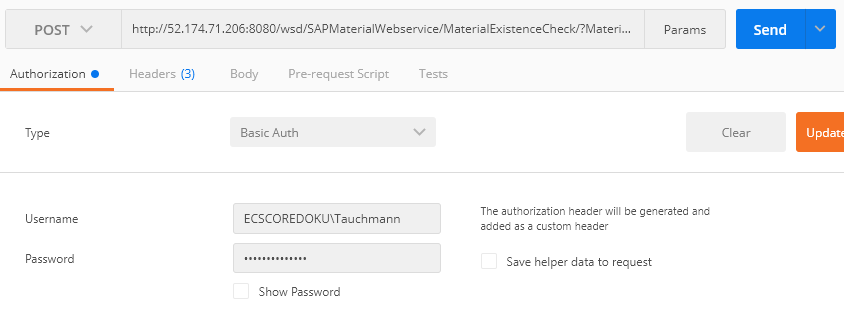 POST http://52.174.71.206:8080/wsd/SAPMaterialWebservice/MaterialExistenceCheck/?Materi... Params Send
Authorization Headers (3) Body Pre-request Script Tests
Type Basic Auth Clear Update
Username ECSCOREDOKU\Tauchmann The authorization header will be generated and
added as a custom header
Password •••••••••••••• Save helper data to request
Show Password